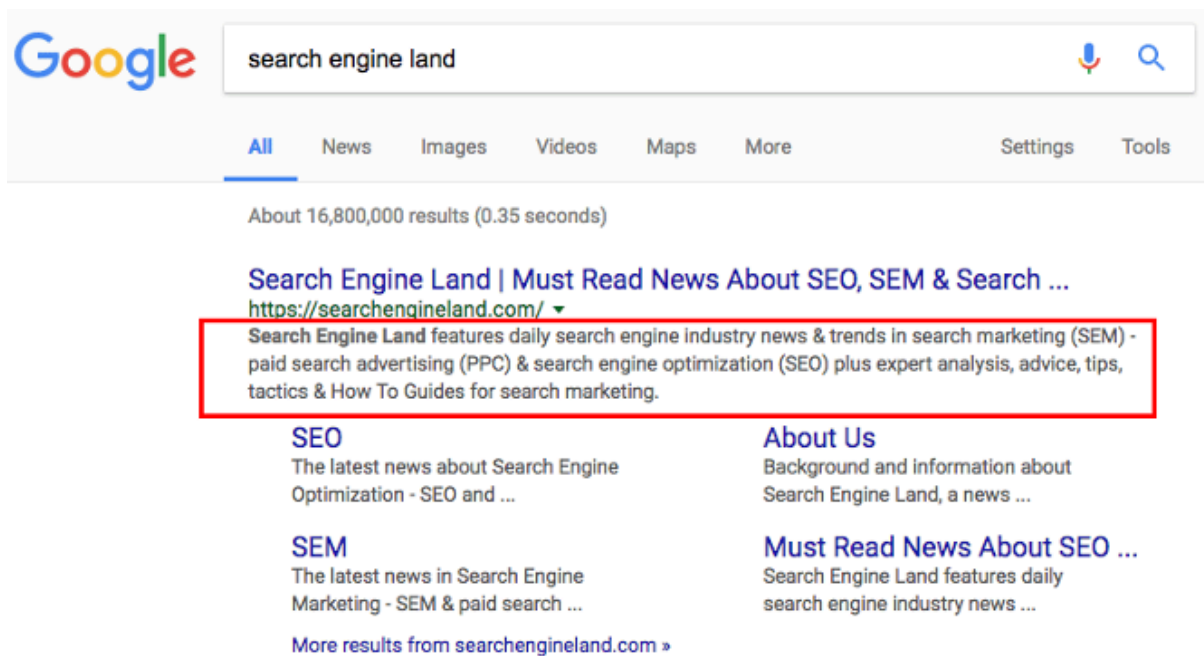 Google
search engine land
All News Images Videos Maps More Settings Tools
About 16,800,000 results (0.35 seconds)
Search Engine Land | Must Read News About SEO, SEM & Search ...
https://searchengineland.com/
Search Engine Land features daily search engine industry news & trends in search marketing (SEM) -
paid search advertising (PPC) & search engine optimization (SEO) plus expert analysis, advice, tips,
tactics & How To Guides for search marketing.
SEO
The latest news about Search Engine
Optimization - SEO and ...
About Us
Background and information about
Search Engine Land, a news ...
SEM
The latest news in Search Engine
Marketing - SEM & paid search ...
Must Read News About SEO ...
Search Engine Land features daily
search engine industry news ...
More results from searchengineland.com »